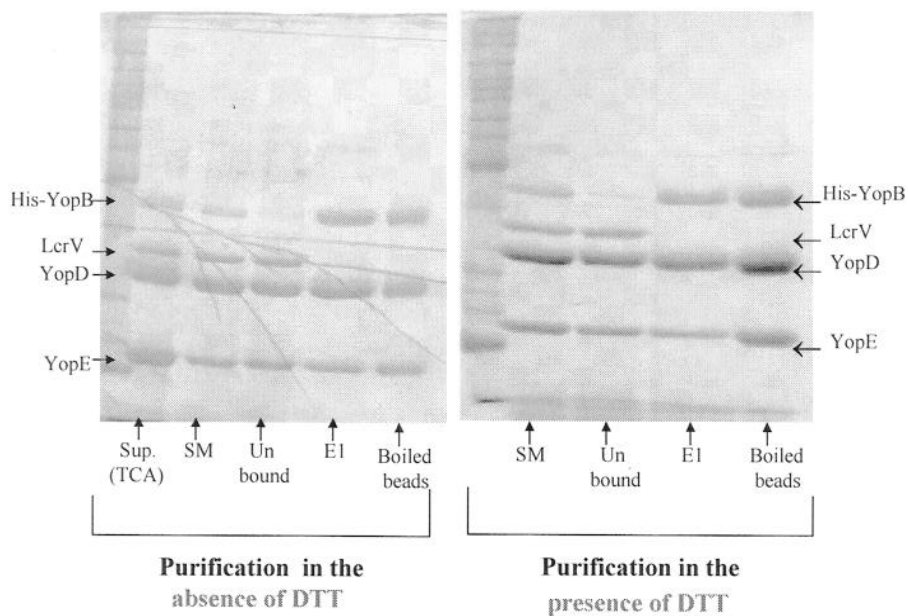 His-YopB
LcrV
YopD
YopE
Sup.
(TCA)
SM
Un
bound
E1
Boiled
beads
Purification in the
absence of DTT
His-YopB
LcrV
YopD
YopE
SM
Un
bound
E1
Boiled
beads
Purification in the
presence of DTT